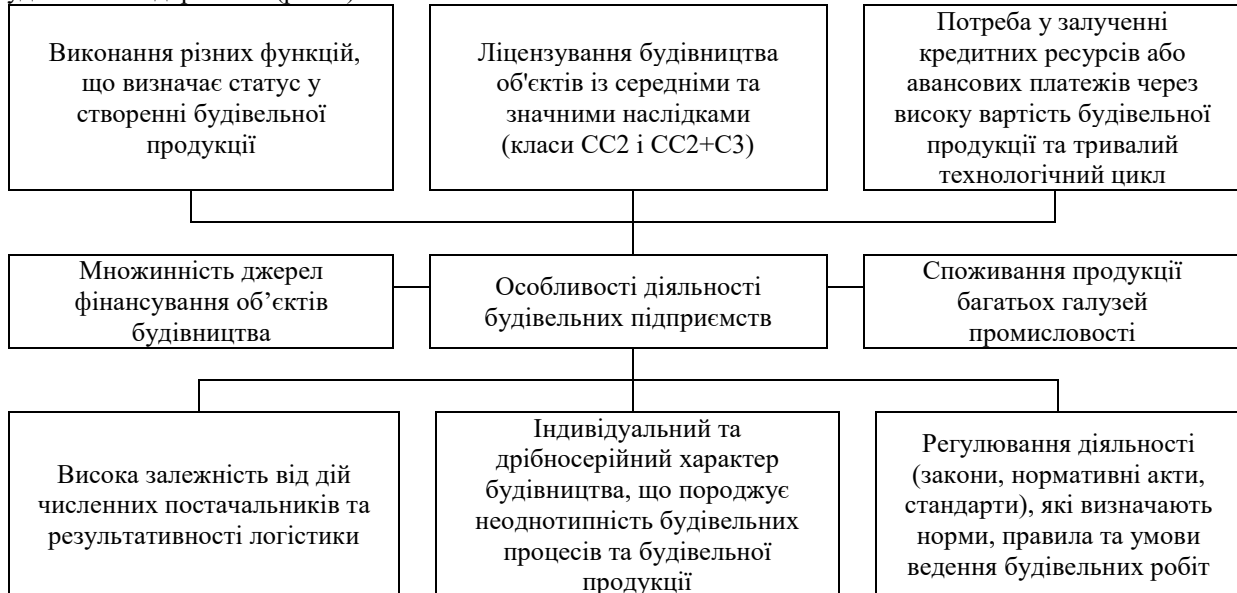 Виконання різних функцій,
що визначає статус у
створенні будівельної
продукції
Ліцензування будівництва
об'єктів із середніми та
значними наслідками
(класи СС2 і СС2+С3)
Потреба у залученні
кредитних ресурсів або
авансових платежів через
високу вартість будівельної
продукції та тривалий
технологічний цикл
Множинність джерел
фінансування об’єктів
будівництва
Особливості діяльності
будівельних підприємств
Споживання продукції
багатьох галузей
промисловості
Висока залежність від дій
численних постачальників та
результативності логістики
Індивідуальний та
дрібносерійний характер
будівництва, що породжує
неоднотипність будівельних
процесів та будівельної
продукції
Регулювання діяльності
(закони, нормативні акти,
стандарти), які визначають
норми, правила та умови
ведення будівельних робіт